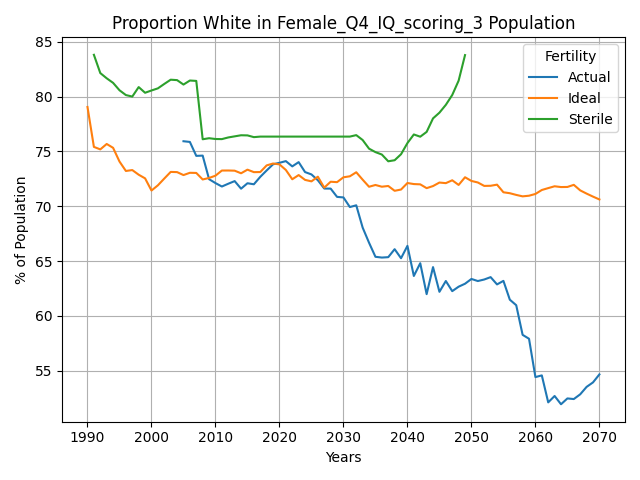 Proportion White in Female_Q4_IQ_scoring_3 Population
% of Population
85
80
75
70
65
60
55
Fertility
Actual
Ideal
Sterile
1990 2000 2010 2020 2030 2040 2050 2060 2070
Years